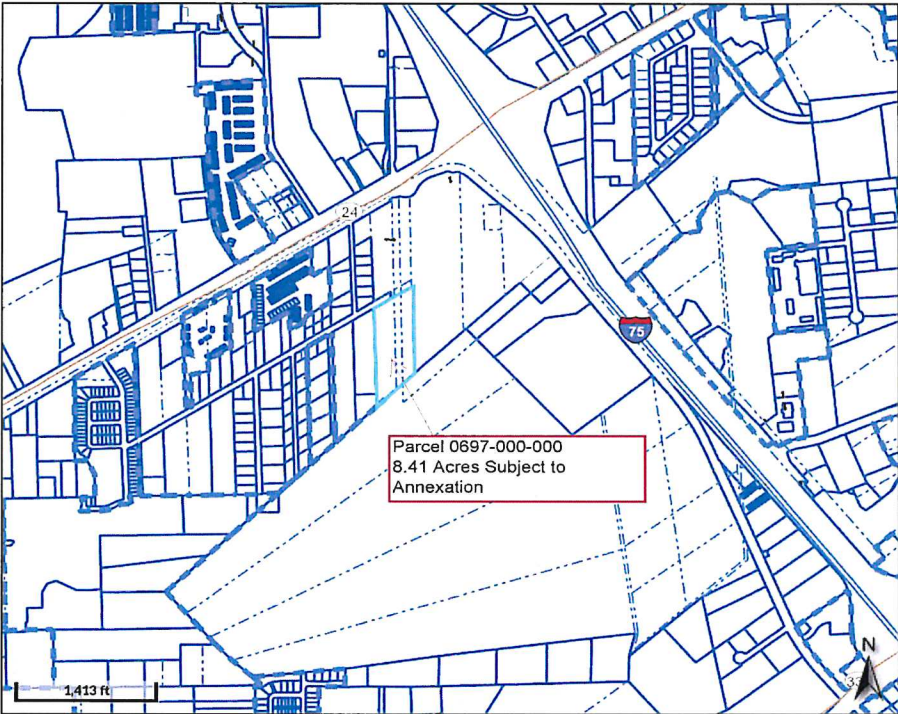 24
75
Parcel 0697-000-000
8.41 Acres Subject to
Annexation
N
1,413 ft